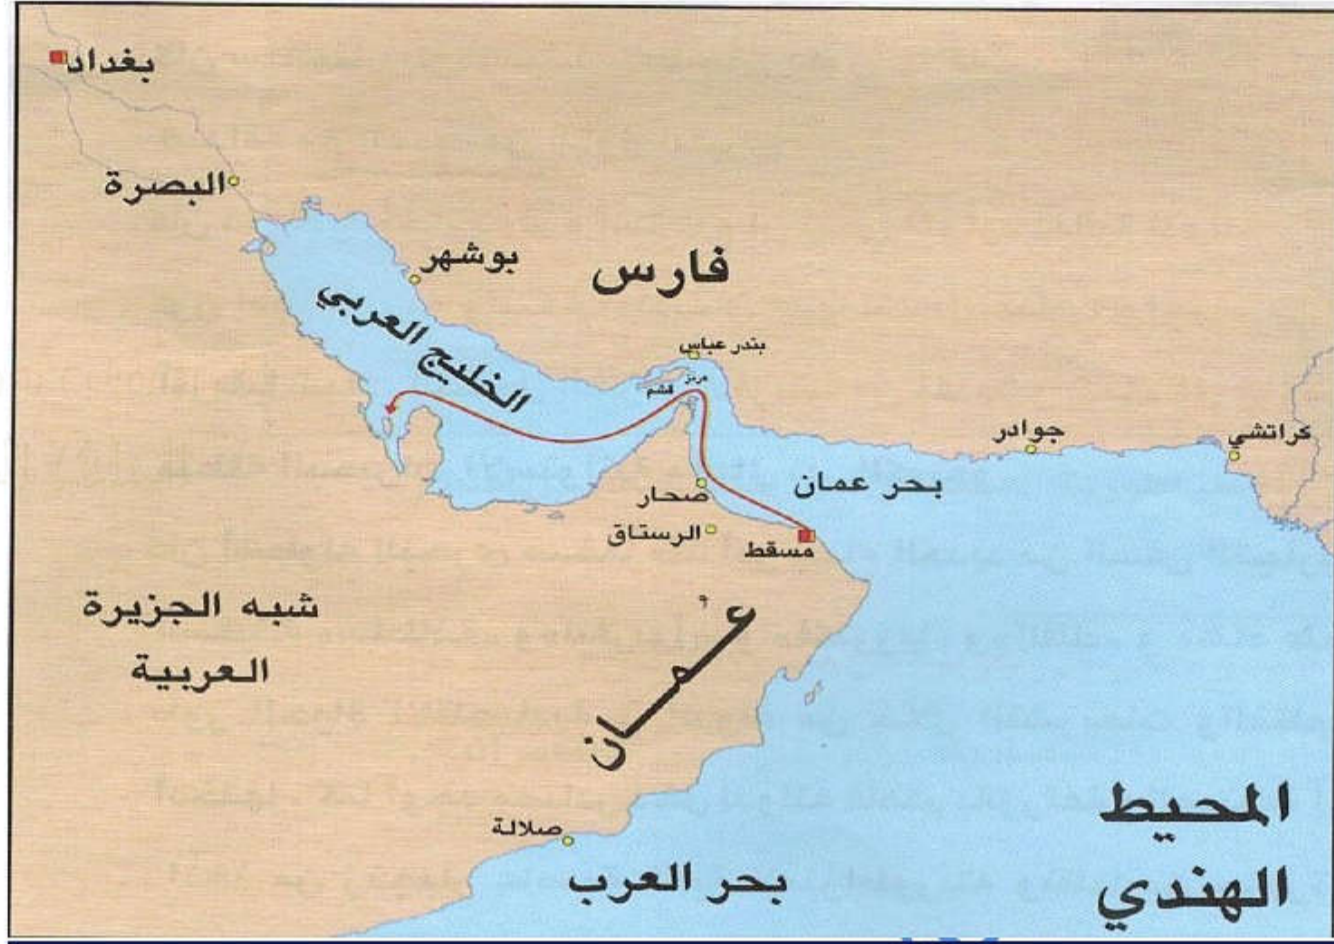 بغداد
البصرة
بوشهر
فارس
الخليج العربي
بندر عباس
هرمز
قشم
جوادر
كراتشي
بحر عمان
صحار
الرستاق
مسقط
عُمان
شبه الجزيرة
العربية
المحيط
الهندي
صلالة
بحر العرب